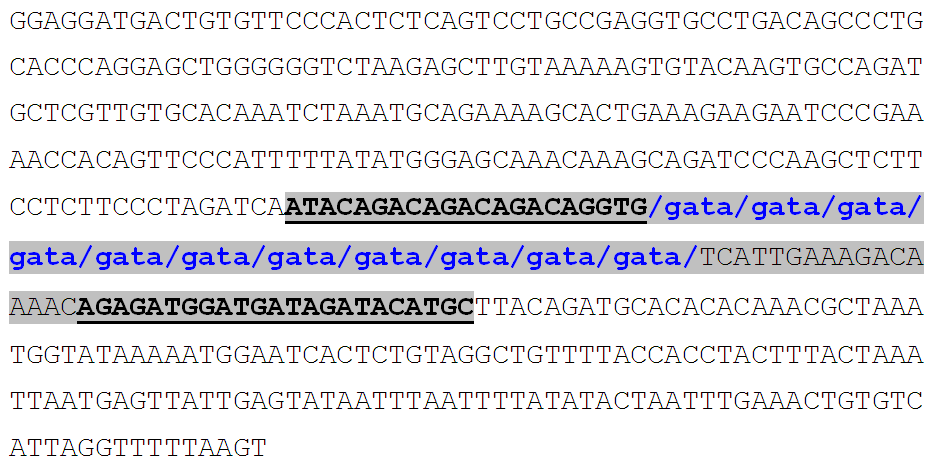 GGAGGATGACTGTGTTCCCACTCTCAGTCCTGCCGAGGTGCCTGACAGCCCTG
CACCCAGGAGCTGGGGGGTCTAAGAGCTTGTAAAAAGTGTACAAGTGCCAGAT
GCTCGTTGTGCACAAATCTAAATGCAGAAAAGCACTGAAAGAAGAATCCCGAA
AACCACAGTTCCCATTTTTATATGGGAGCAAACAAAGCAGATCCCAAGCTCTT
CCTCTTCCCTAGATCAATACAGACAGACAGACAGGTG/gata/gata/gata/
gata/gata/gata/gata/gata/gata/gata/gata/TCATTGAAAGACA
AAACAGAGATGGATGATAGATACATGCTTACAGATGCACACACAAACGCTAAA
TGGTATAAAAATGGAATCACTCTGTAGGCTGTTTTACCACCTACTTTACTAAA
TTAATGAGTTATTGAGTATAATTTAATTTTATATACTAATTTGAAACTGTGTC
ATTAGGTTTTTAAGT